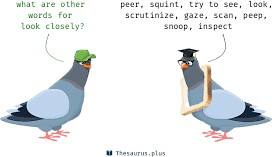 what are other
words for
look closely?
peer, squint, try to see, look,
scrutinize, gaze, scan, peep,
snoop, inspect
Thesaurus.plus